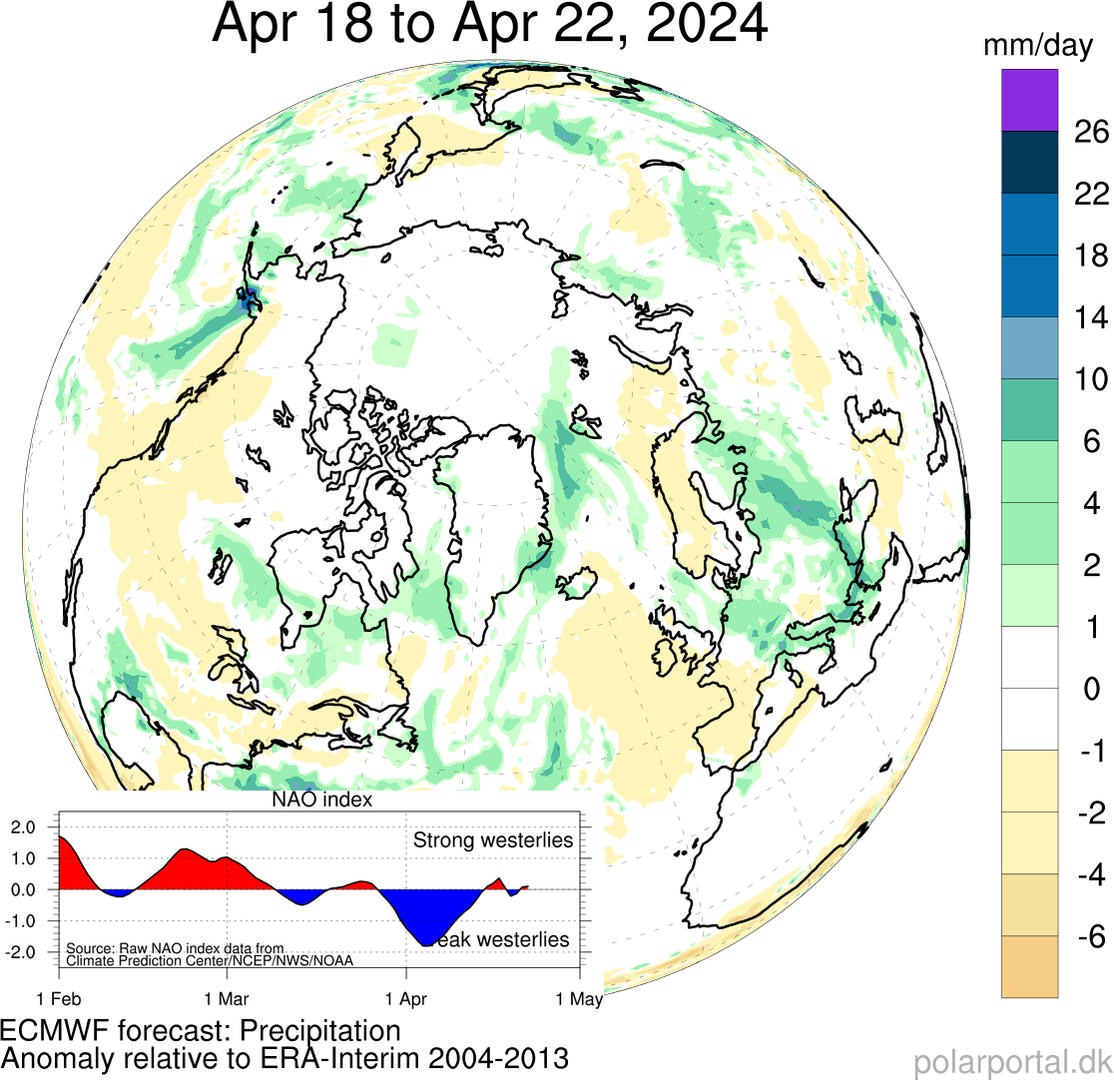 Apr 18 to Apr 22, 2024
mm/day
26
22
18
14
10
6
4
2
1
0
-1
-2
-4
-6
NAO index
2.0
1.0
0.0
-1.0
-2.0
Strong westerlies
eak westerlies
Source: Raw NAO index data from
Climate Prediction Center/NCEP/NWS/NOAA
1 Feb
1 Mar
1 Apr
1 May
ECMWF forecast: Precipitation
Anomaly relative to ERA-Interim 2004-2013
polarportal.dk